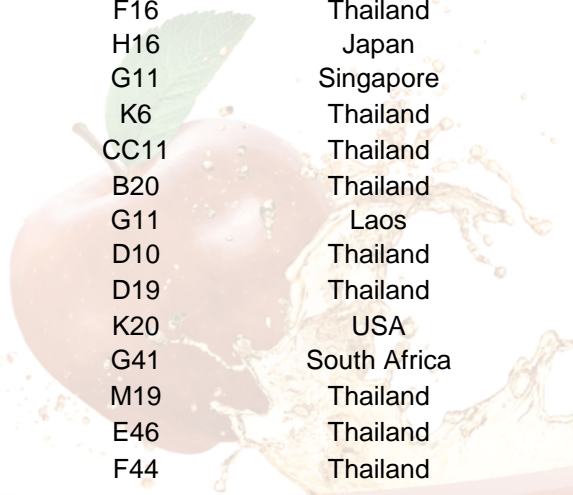 F16 Thailand
H16 Japan
G11 Singapore
K6 Thailand
CC11 Thailand
B20 Thailand
G11 Laos
D10 Thailand
D19 Thailand
K20 USA
G41 South Africa
M19 Thailand
E46 Thailand
F44 Thailand